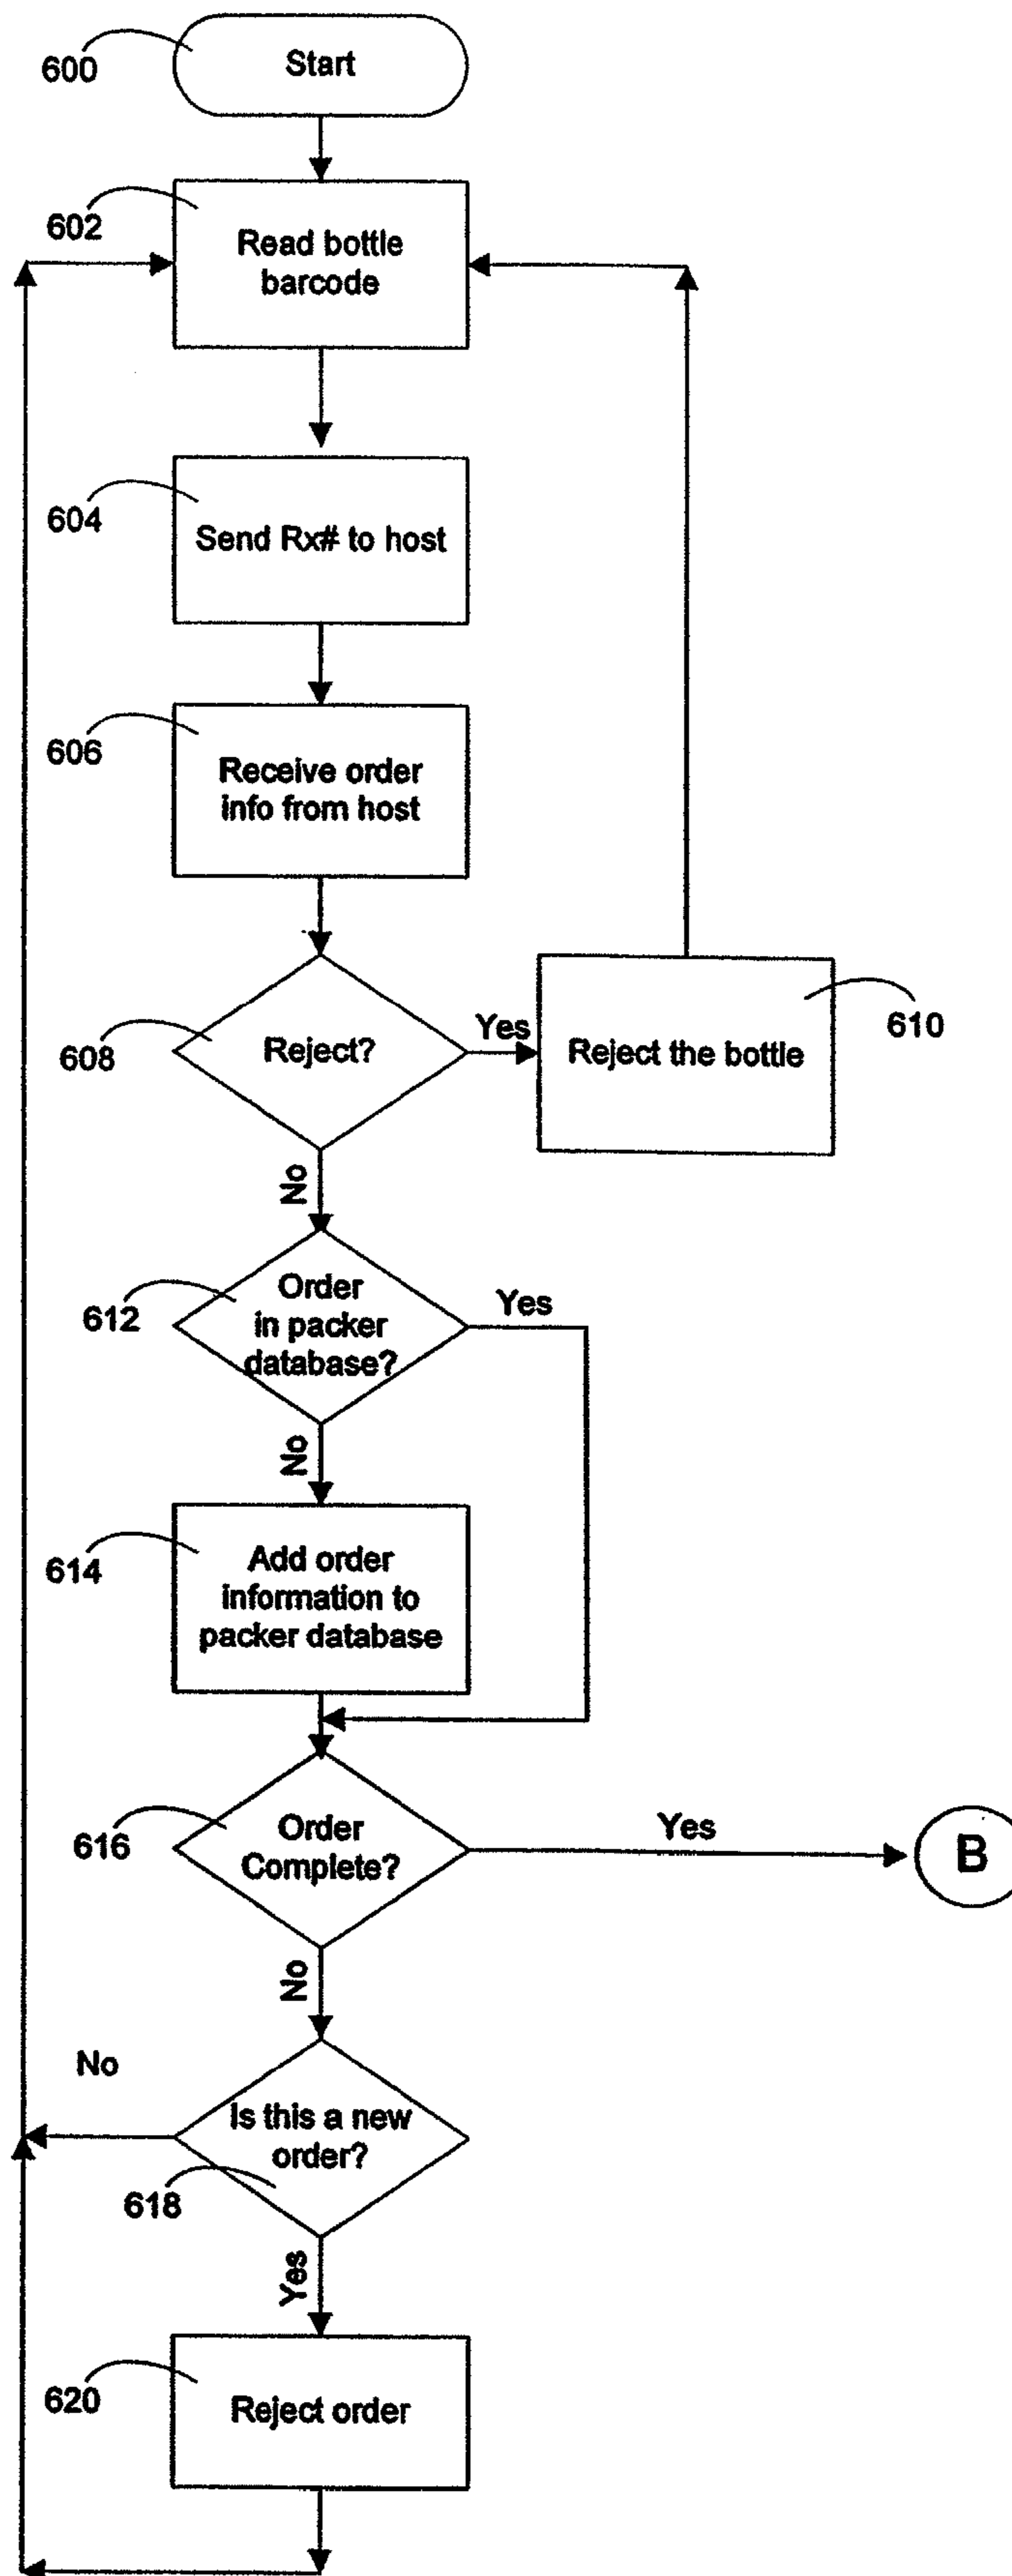 600
Start
602
Read bottle
barcode
604
Send Rx# to host
606
Receive order
info from host
608
Reject?
Yes
Reject the bottle
610
No
612
Order
in packer
database?
Yes
No
614
Add order
information to
packer database
616
Order
Complete?
Yes
B
No
No
Is this a new
order?
618
Yes
620
Reject order